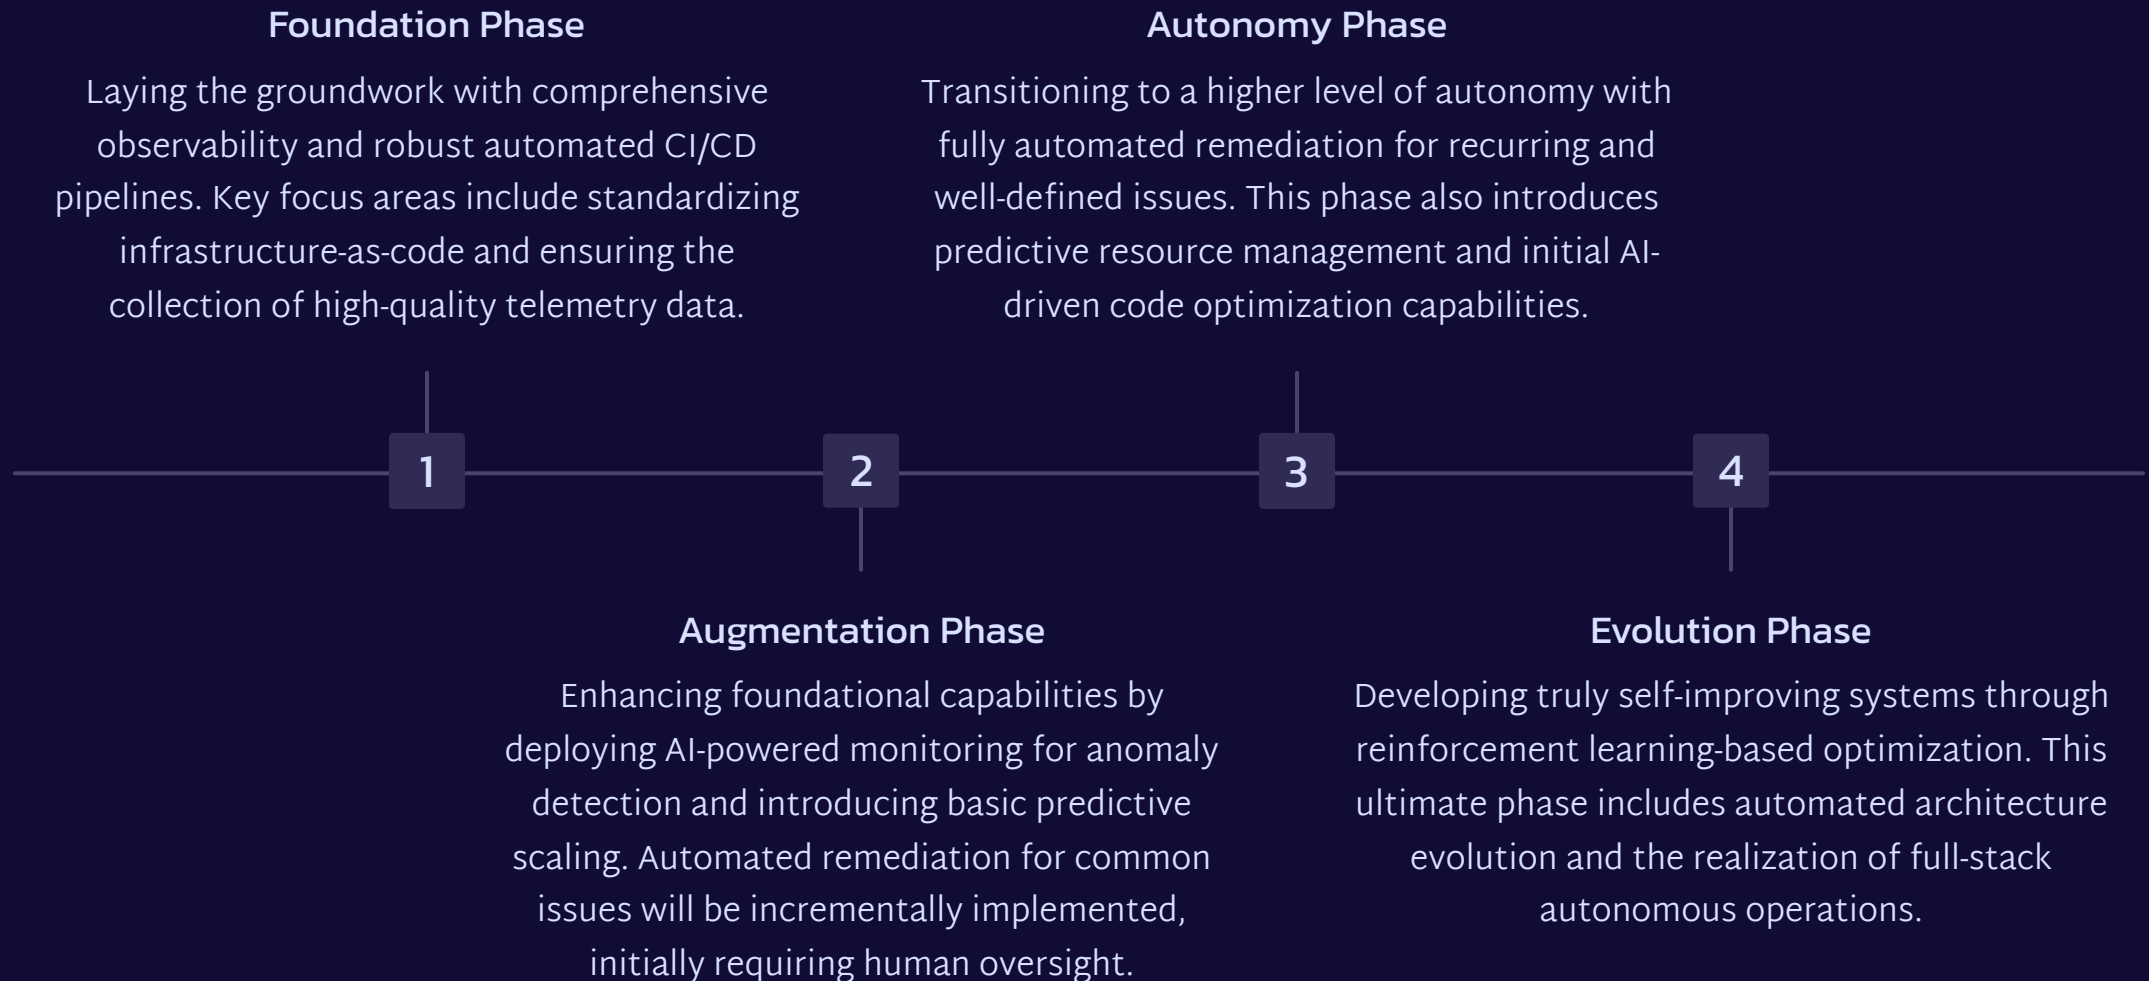 Foundation Phase
Laying the groundwork with comprehensive
observability and robust automated CI/CD
pipelines. Key focus areas include standardizing
infrastructure-as-code and ensuring the
collection of high-quality telemetry data.
1
2
Augmentation Phase
Enhancing foundational capabilities by
deploying AI-powered monitoring for anomaly
detection and introducing basic predictive
scaling. Automated remediation for common
issues will be incrementally implemented,
initially requiring human oversight.
Autonomy Phase
Transitioning to a higher level of autonomy with
fully automated remediation for recurring and
well-defined issues. This phase also introduces
predictive resource management and initial AI-
driven code optimization capabilities.
3
4
Evolution Phase
Developing truly self-improving systems through
reinforcement learning-based optimization. This
ultimate phase includes automated architecture
evolution and the realization of full-stack
autonomous operations.